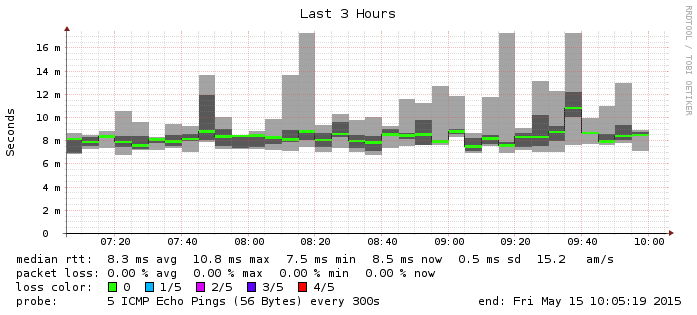 Last 3 Hours
RRDTOOL / TOBI OETIKER
Seconds
16 m
14 m
12 m
10 m
8 m
6 m
4 m
2 m
0
07:20 07:40 08:00 08:20 08:40 09:00 09:20 09:40 10:00
median rtt: 8.3 ms avg 10.8 ms max 7.5 ms min 8.5 ms now 0.5 ms sd 15.2 am/s
packet loss: 0.00 % avg 0.00 % max 0.00 % min 0.00 % now
loss color: 0 1/5 2/5 3/5 4/5
probe: 5 ICMP Echo Pings (56 Bytes) every 300s end: Fri May 15 10:05:19 2015